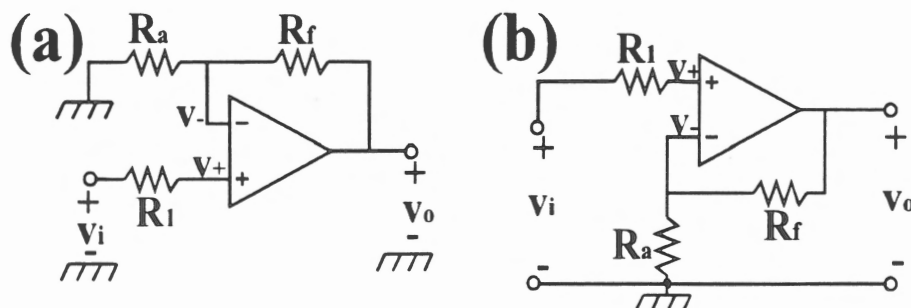 (a)
Ra
Rf
v-
-
v+
+
R1
+
vi
-
+
vo
-
(b)
R1
v+
+
v-
-
+
vi
-
Rf
Ra
+
vo
-